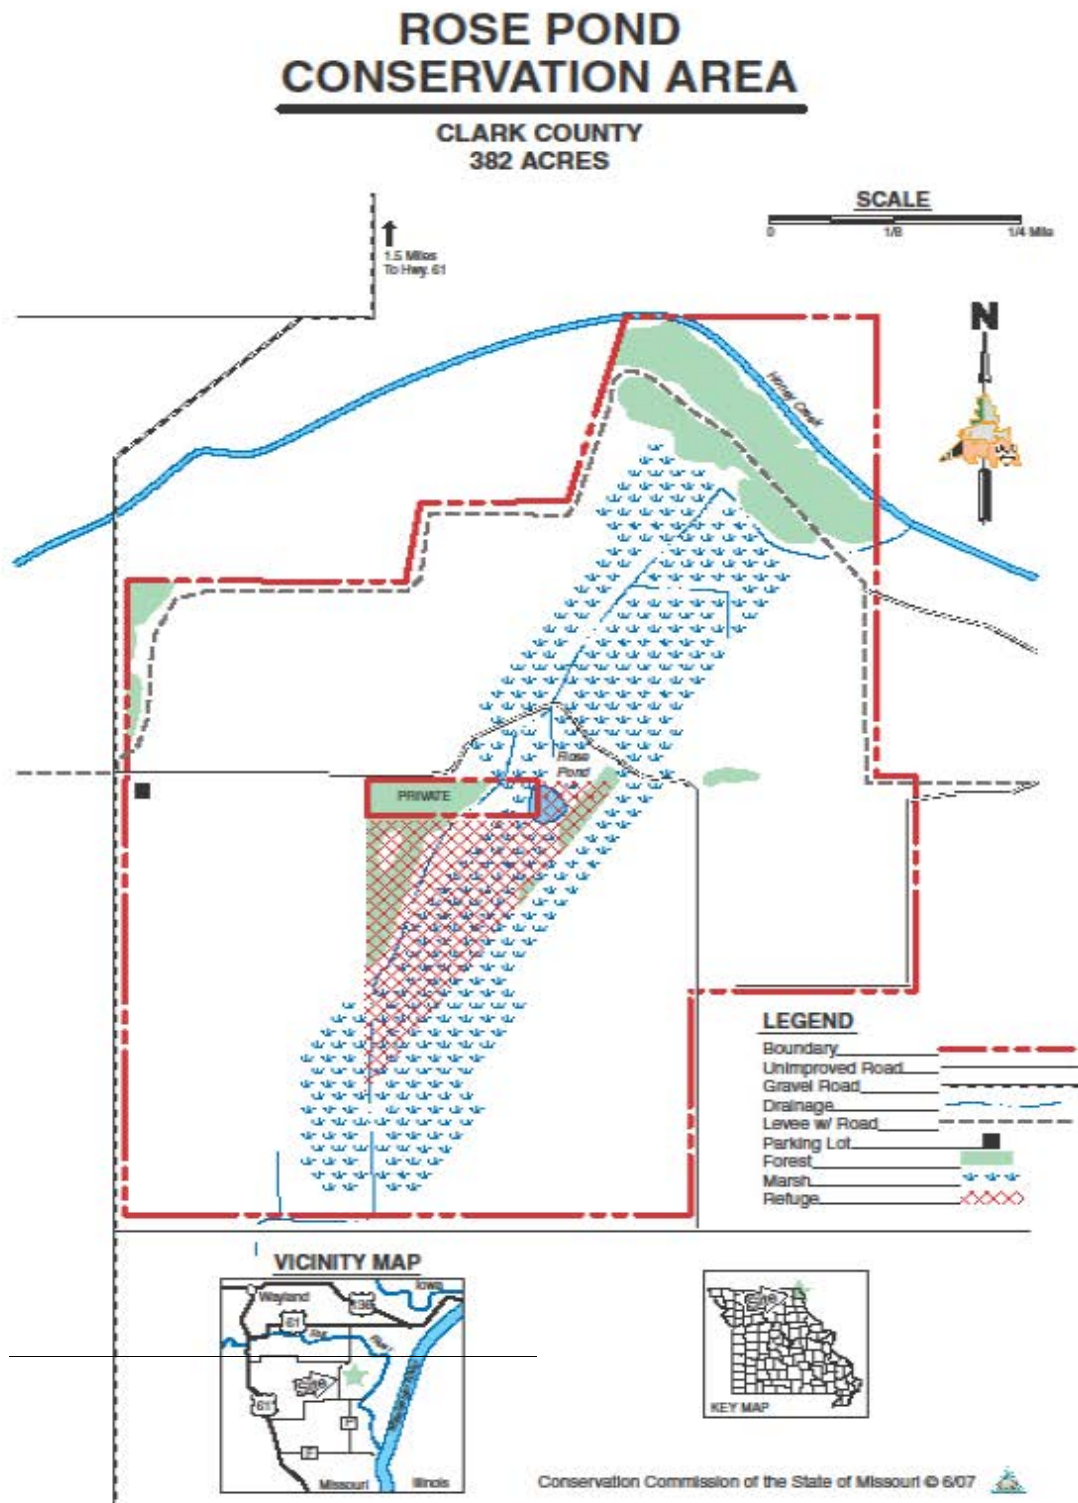 ROSE POND
CONSERVATION AREA
CLARK COUNTY
382 ACRES
SCALE
0 1/8 1/4 Mile
1.5 Miles
To Hwy. 61
N
Honey Creek
Rose
Pond
PRIVATE
LEGEND
Boundary
Unimproved Road
Gravel Road
Drainage
Levee w/ Road
Parking Lot
Forest
Marsh
Refuge
VICINITY MAP
Iowa
Wayland
136
61
Site
61
F
Missouri
Illinois
Site
KEY MAP
Conservation Commission of the State of Missouri © 6/07